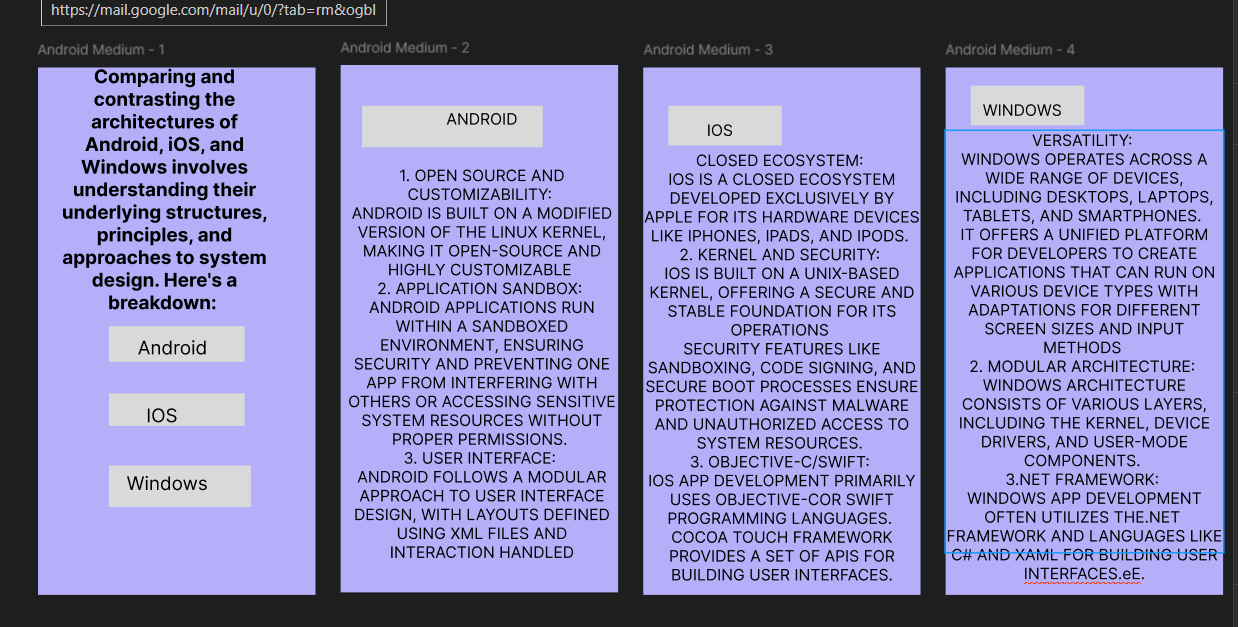 https://mail.google.com/mail/u/0/?tab=rm&ogbl
Android Medium - 1
Comparing and
contrasting the
architectures of
Android, iOS, and
Windows involves
understanding their
underlying structures,
principles, and
approaches to system
design. Here's a
breakdown:
Android
IOS
Windows
Android Medium - 2
ANDROID
1. OPEN SOURCE AND
CUSTOMIZABILITY:
ANDROID IS BUILT ON A MODIFIED
VERSION OF THE LINUX KERNEL,
MAKING IT OPEN-SOURCE AND
HIGHLY CUSTOMIZABLE
2. APPLICATION SANDBOX:
ANDROID APPLICATIONS RUN
WITHIN A SANDBOXED
ENVIRONMENT, ENSURING
SECURITY AND PREVENTING ONE
APP FROM INTERFERING WITH
OTHERS OR ACCESSING SENSITIVE
SYSTEM RESOURCES WITHOUT
PROPER PERMISSIONS.
3. USER INTERFACE:
ANDROID FOLLOWS A MODULAR
APPROACH TO USER INTERFACE
DESIGN, WITH LAYOUTS DEFINED
USING XML FILES AND
INTERACTION HANDLED
Android Medium - 3
IOS
CLOSED ECOSYSTEM:
IOS IS A CLOSED ECOSYSTEM
DEVELOPED EXCLUSIVELY BY
APPLE FOR ITS HARDWARE DEVICES
LIKE IPHONES, IPADS, AND IPODS.
2. KERNEL AND SECURITY:
IOS IS BUILT ON A UNIX-BASED
KERNEL, OFFERING A SECURE AND
STABLE FOUNDATION FOR ITS
OPERATIONS
SECURITY FEATURES LIKE
SANDBOXING, CODE SIGNING, AND
SECURE BOOT PROCESSES ENSURE
PROTECTION AGAINST MALWARE
AND UNAUTHORIZED ACCESS TO
SYSTEM RESOURCES.
3. OBJECTIVE-C/SWIFT:
IOS APP DEVELOPMENT PRIMARILY
USES OBJECTIVE-COR SWIFT
PROGRAMMING LANGUAGES.
COCOA TOUCH FRAMEWORK
PROVIDES A SET OF APIS FOR
BUILDING USER INTERFACES.
Android Medium - 4
WINDOWS
VERSATILITY:
WINDOWS OPERATES ACROSS A
WIDE RANGE OF DEVICES,
INCLUDING DESKTOPS, LAPTOPS,
TABLETS, AND SMARTPHONES.
IT OFFERS A UNIFIED PLATFORM
FOR DEVELOPERS TO CREATE
APPLICATIONS THAT CAN RUN ON
VARIOUS DEVICE TYPES WITH
ADAPTATIONS FOR DIFFERENT
SCREEN SIZES AND INPUT
METHODS
2. MODULAR ARCHITECTURE:
WINDOWS ARCHITECTURE
CONSISTS OF VARIOUS LAYERS,
INCLUDING THE KERNEL, DEVICE
DRIVERS, AND USER-MODE
COMPONENTS.
3.NET FRAMEWORK:
WINDOWS APP DEVELOPMENT
OFTEN UTILIZES THE.NET
FRAMEWORK AND LANGUAGES LIKE
C# AND XAML FOR BUILDING USER
INTERFACES.eE.